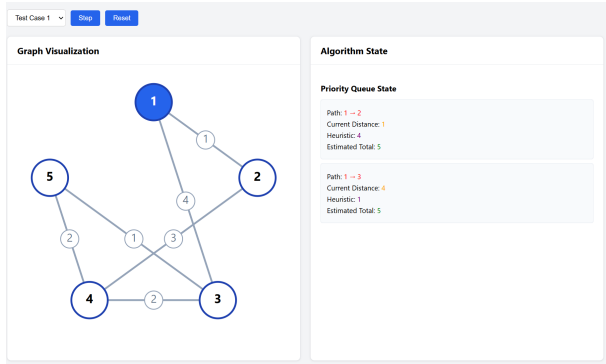 Test Case 1 Step Reset
Graph Visualization
1
1
5
2
4
2
1
3
4
2
3
Algorithm State
Priority Queue State
Path: 1 → 2
Current Distance: 1
Heuristic: 4
Estimated Total: 5
Path: 1 → 3
Current Distance: 4
Heuristic: 1
Estimated Total: 5